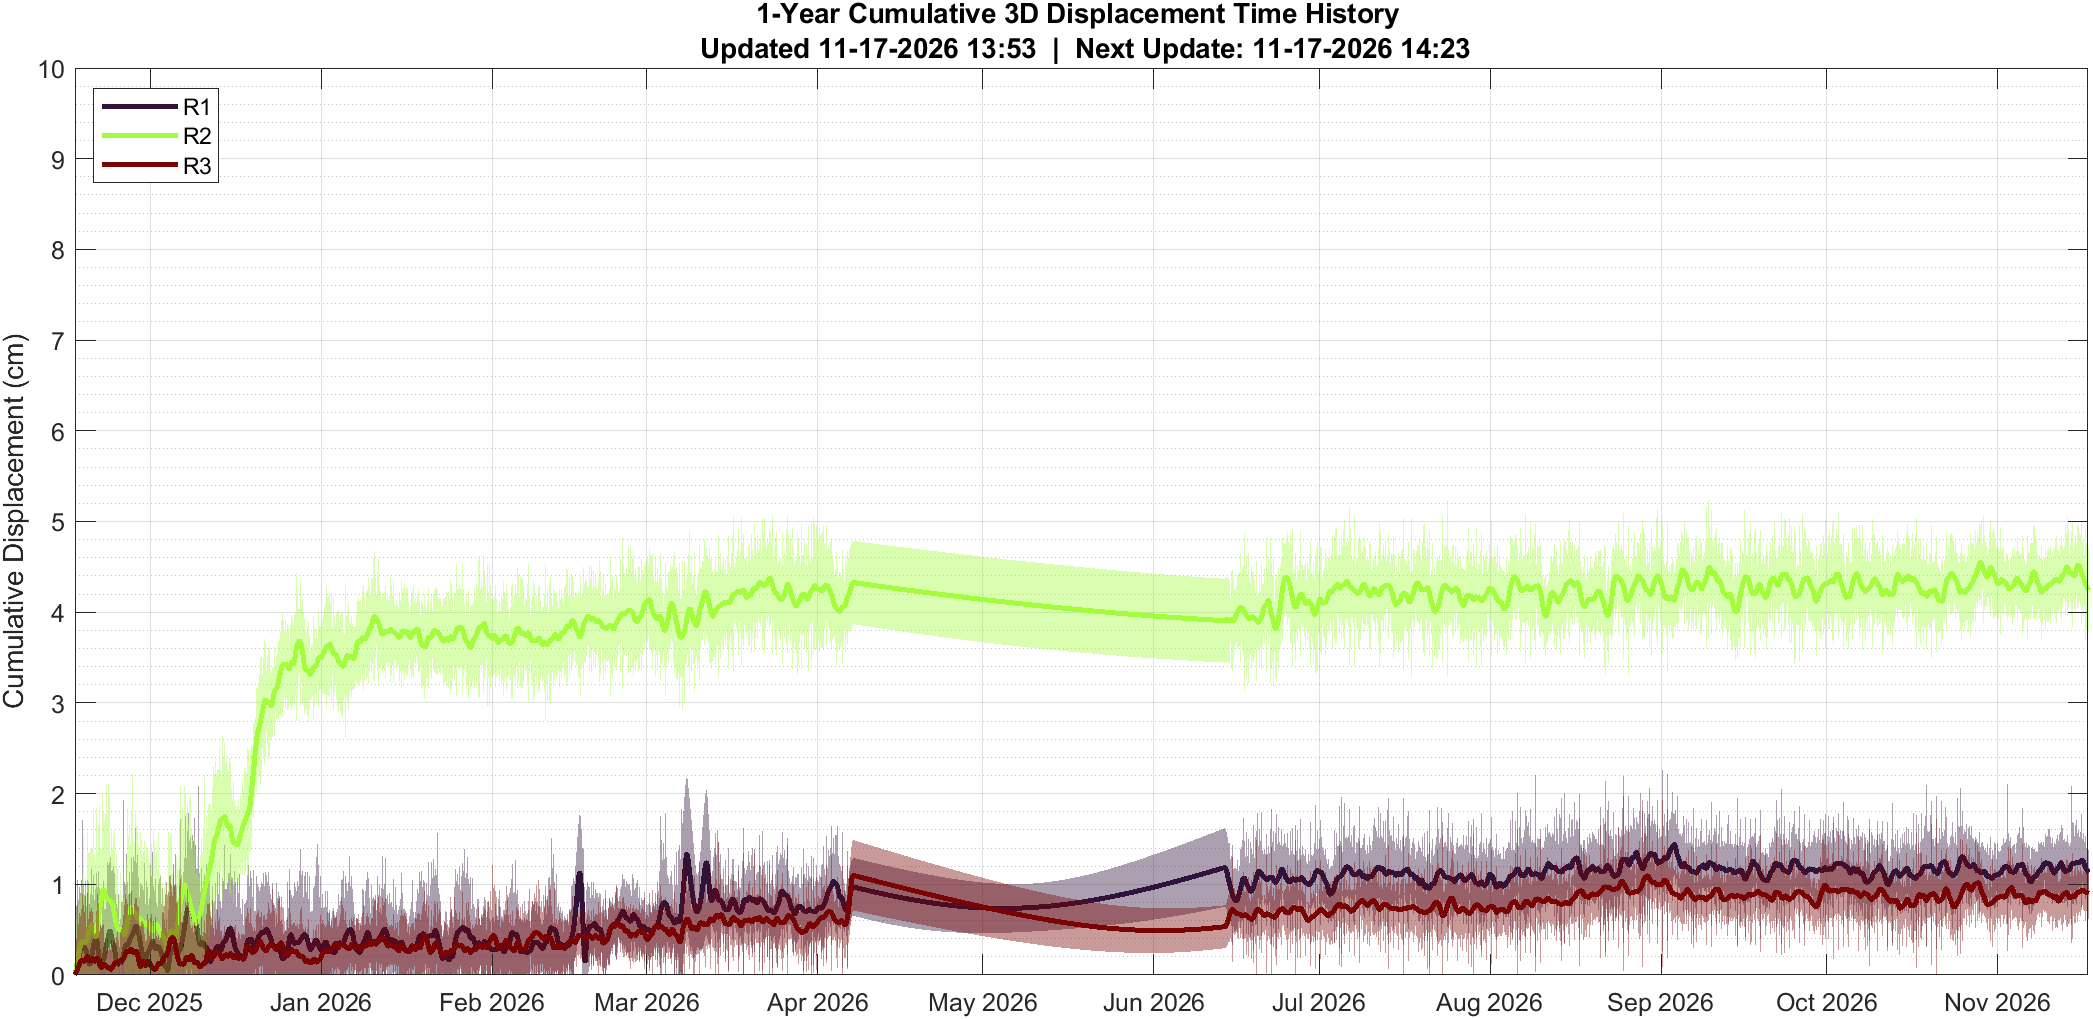 1-Year Cumulative 3D Displacement Time History
Updated 11-17-2026 13:53 | Next Update: 11-17-2026 14:23
R1
R2
R3
Cumulative Displacement (cm)
10
9
8
7
6
5
4
3
2
1
0
Dec 2025
Jan 2026
Feb 2026
Mar 2026
Apr 2026
May 2026
Jun 2026
Jul 2026
Aug 2026
Sep 2026
Oct 2026
Nov 2026